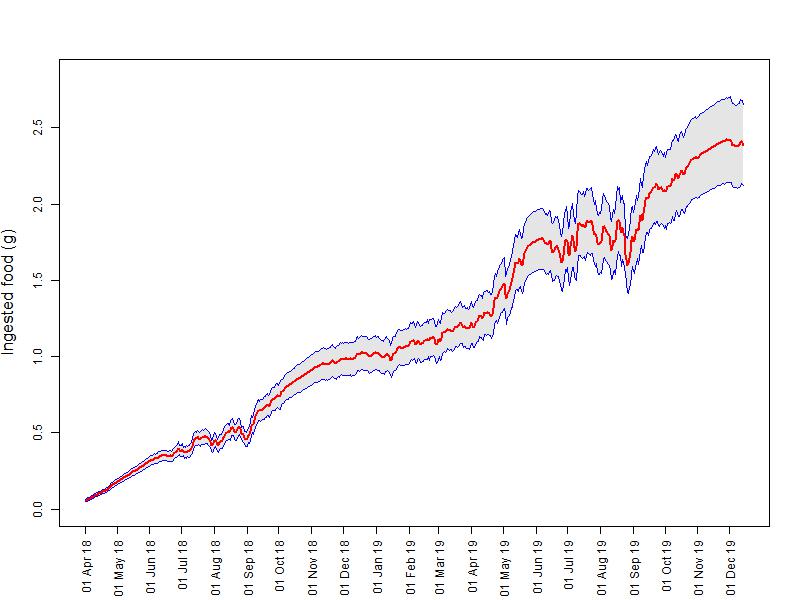 Ingested food (g)
2.5
2.0
1.5
1.0
0.5
0.0
01 Apr 18
01 May 18
01 Jun 18
01 Jul 18
01 Aug 18
01 Sep 18
01 Oct 18
01 Nov 18
01 Dec 18
01 Jan 19
01 Feb 19
01 Mar 19
01 Apr 19
01 May 19
01 Jun 19
01 Jul 19
01 Aug 19
01 Sep 19
01 Oct 19
01 Nov 19
01 Dec 19